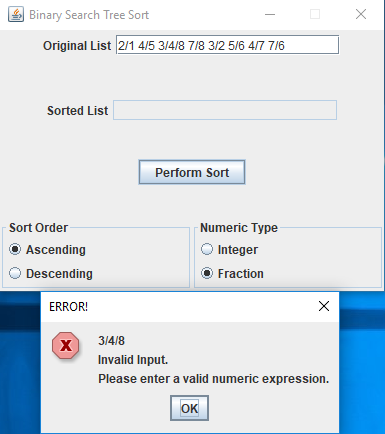 Binary Search Tree Sort
Original List 2/1 4/5 3/4/8 7/8 3/2 5/6 4/7 7/6
Sorted List
Perform Sort
Sort Order
Ascending
Descending
Numeric Type
Integer
Fraction
ERROR!
X
3/4/8
Invalid Input.
Please enter a valid numeric expression.
OK